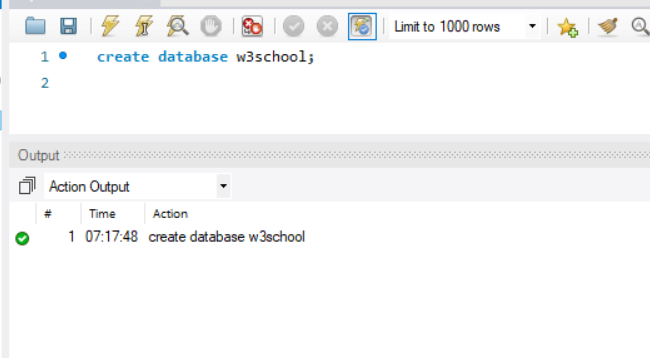 Limit to 1000 rows
1 create database w3school;
2
Output
Action Output
# Time Action
1 07:17:48 create database w3school